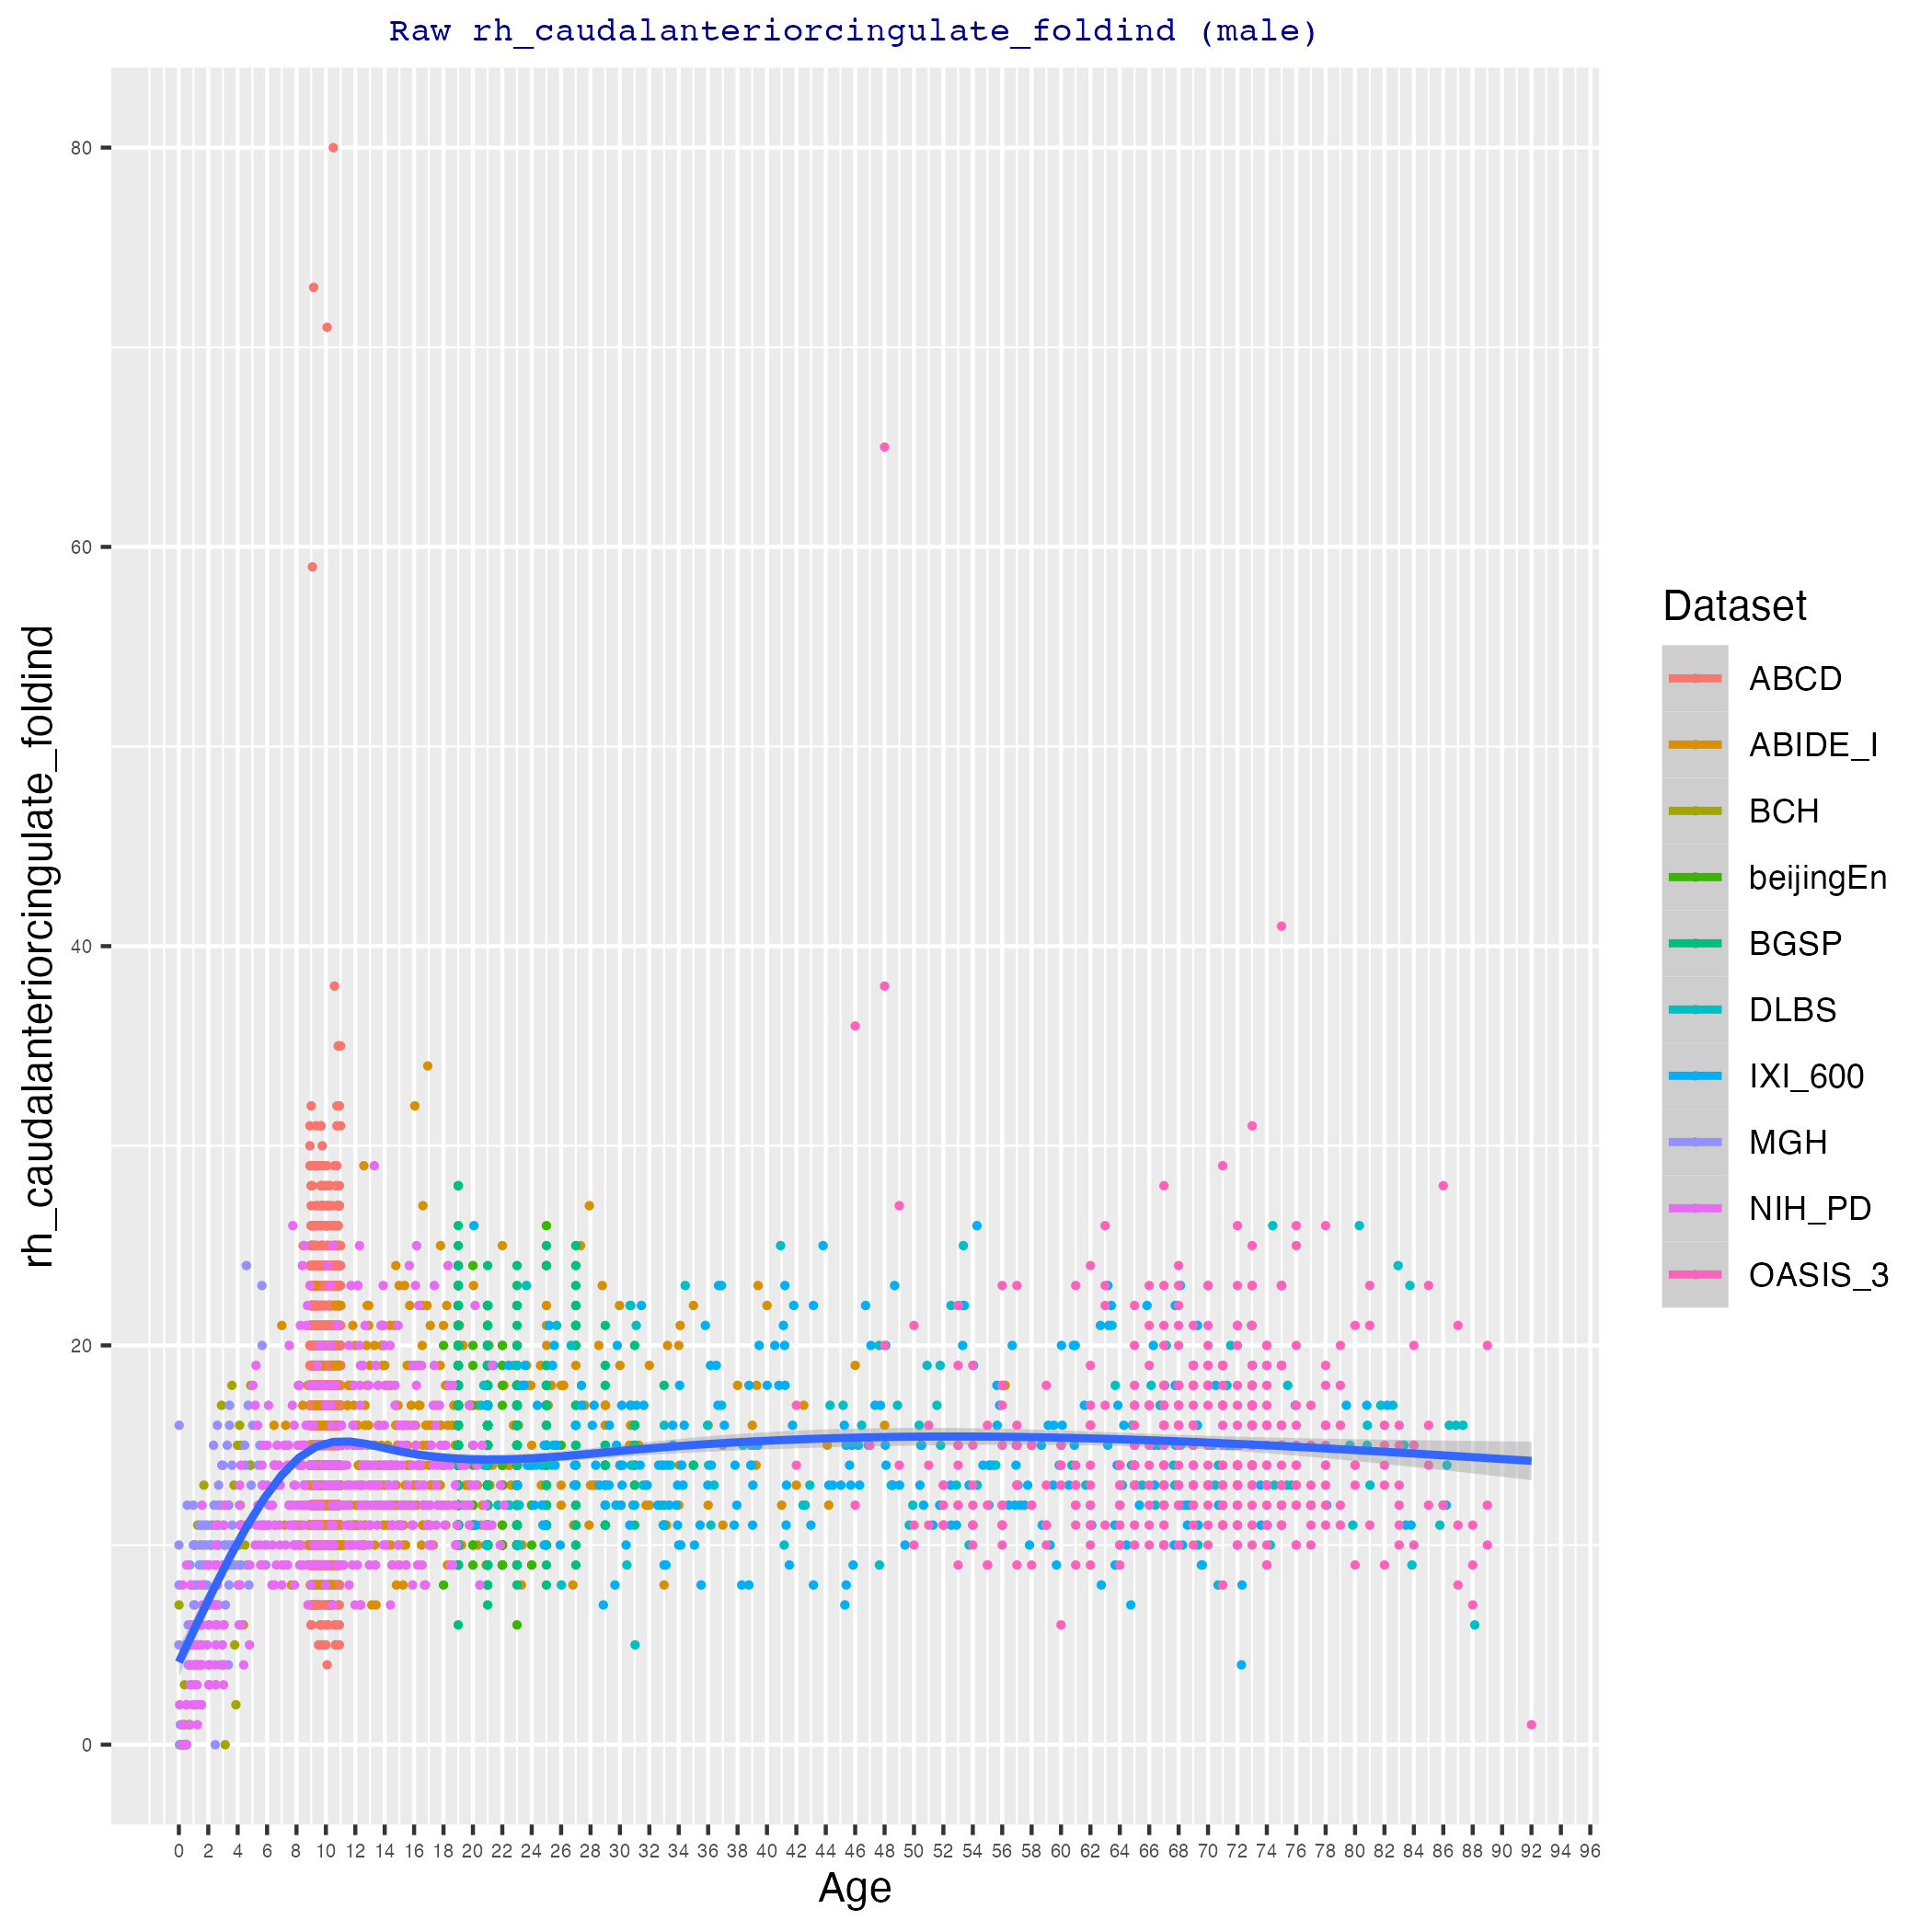 Raw rh_caudalanteriorcingulate_foldind (male)
rh_caudalanteriorcingulate_foldind
80
60
40
20
0
0 2 4 6 8 10 12 14 16 18 20 22 24 26 28 30 32 34 36 38 40 42 44 46 48 50 52 54 56 58 60 62 64 66 68 70 72 74 76 78 80 82 84 86 88 90 92 94 96
Age
Dataset
ABCD
ABIDE_I
BCH
beijingEn
BGSP
DLBS
IXI_600
MGH
NIH_PD
OASIS_3